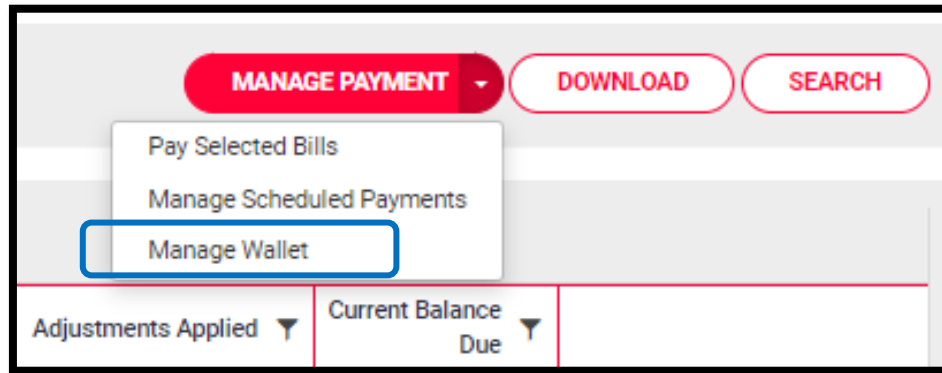 MANAGE PAYMENT
DOWNLOAD
SEARCH
Pay Selected Bills
Manage Scheduled Payments
Manage Wallet
Adjustments Applied
Current Balance
Due